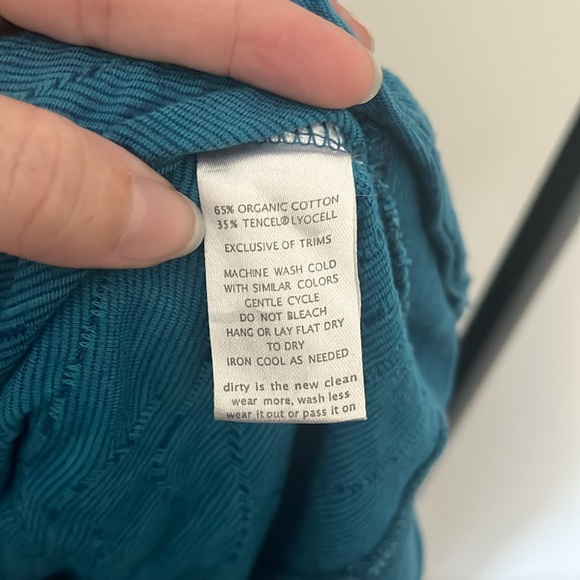 65% ORGANIC COTTON
35% TENCEL®LYOCELL
EXCLUSIVE OF TRIMS
MACHINE WASH COLD
WITH SIMILAR COLORS
GENTLE CYCLE
DO NOT BLEACH
HANG OR LAY FLAT DRY
TO DRY
IRON COOL AS NEEDED
dirty is the new clean
wear more, wash less
wear it out or pass it on